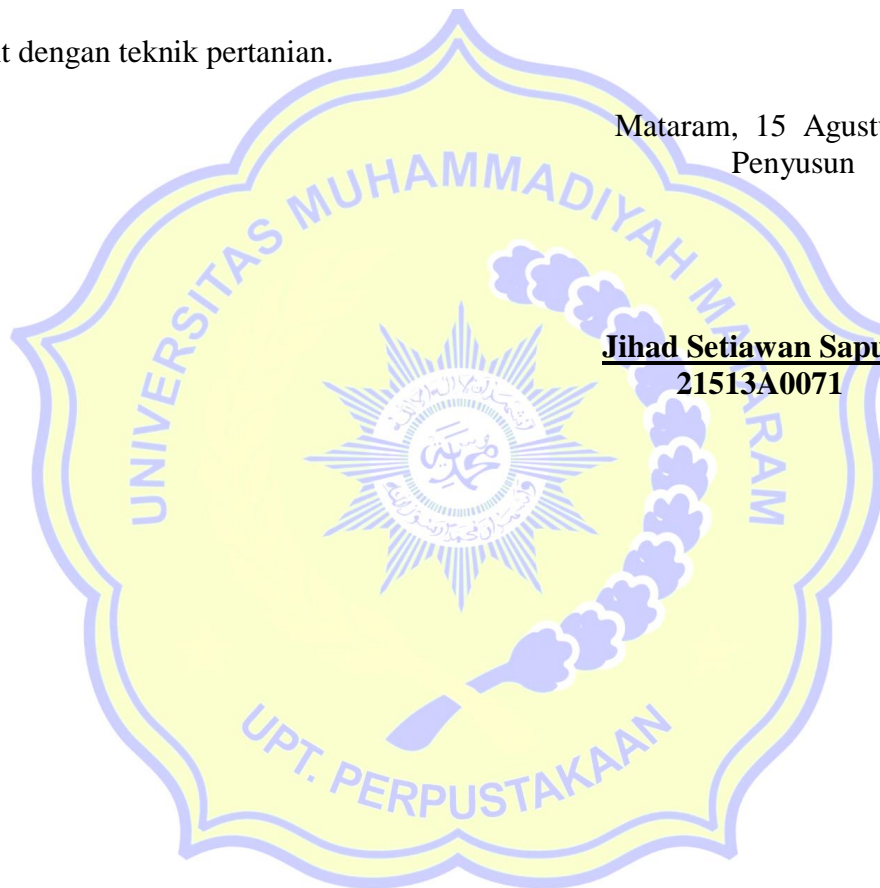 t dengan teknik pertanian.
Mataram, 15 Agust
Penyusun
Jihad Setiawan Sapu
21513A0071
UNIVERSITAS MUHAMMADIYAH MATARAM
UPT. PERPUSTAKAAN